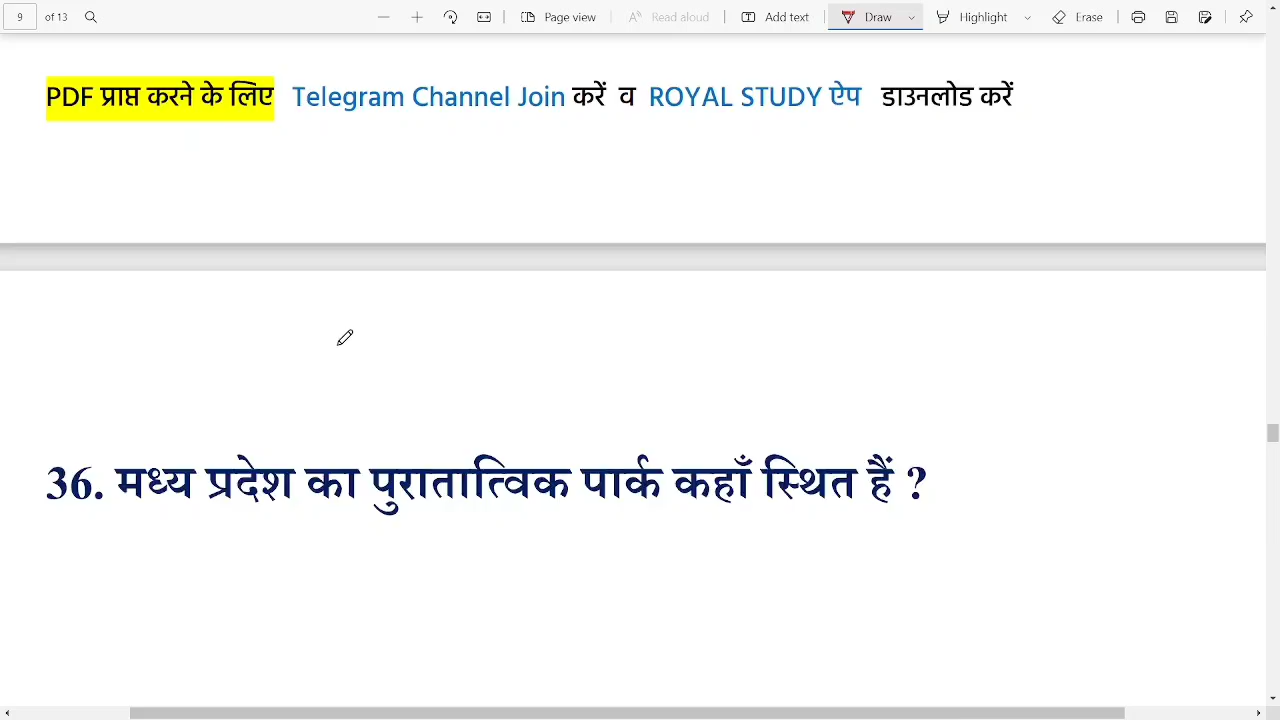 9 of 13 Page view Read aloud Add text Draw Highlight Erase
PDF प्राप्त करने के लिए Telegram Channel Join करें व ROYAL STUDY ऐप डाउनलोड करें
36. मध्य प्रदेश का पुरातात्विक पार्क कहाँ स्थित हैं ?